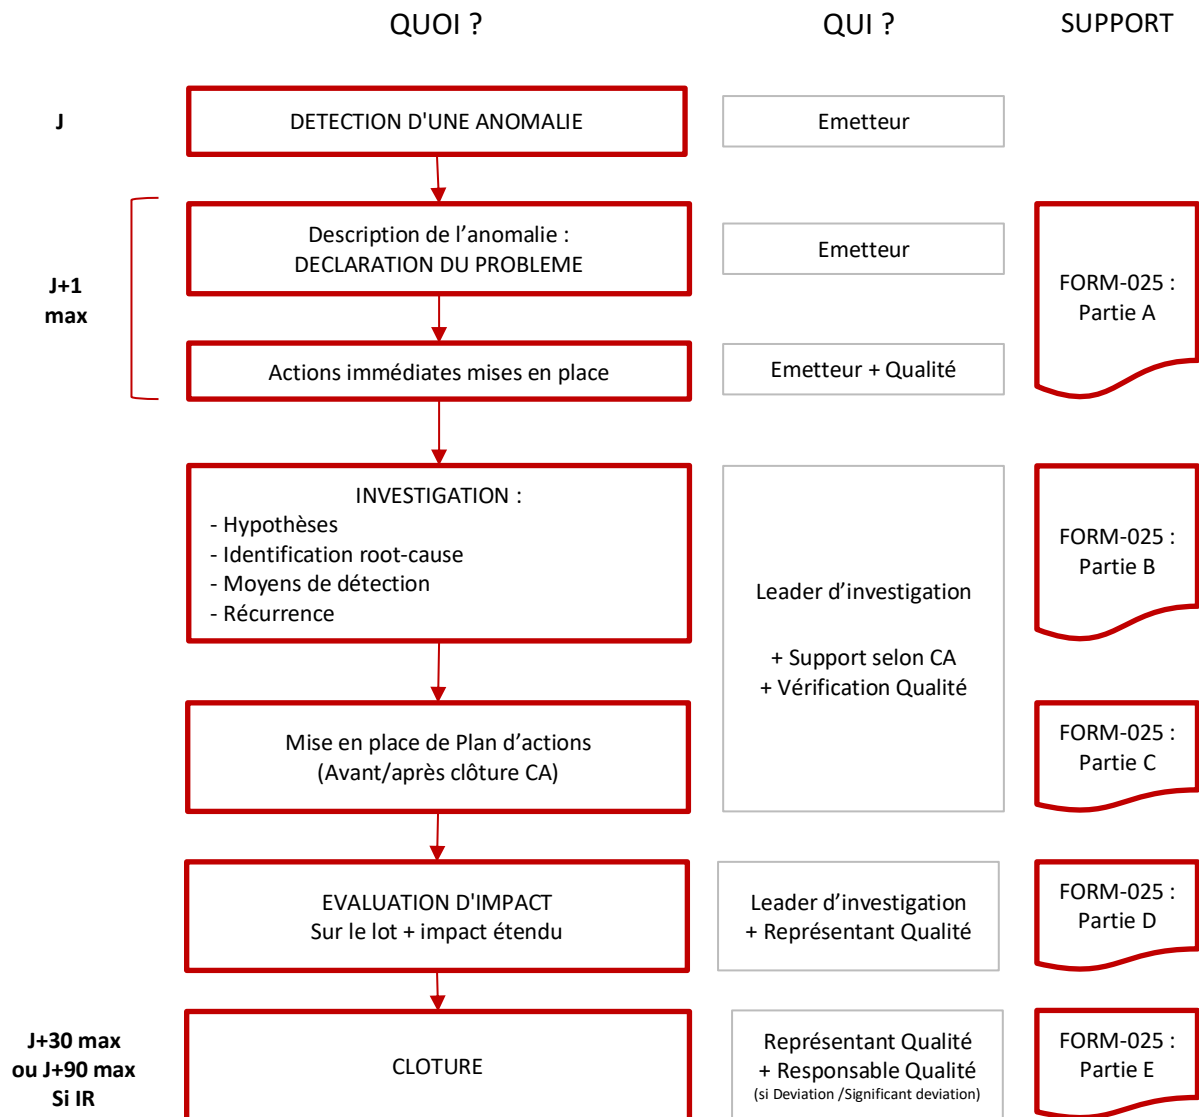 QUOI ?
QUI ?
SUPPORT
J
DETECTION D'UNE ANOMALIE
Emetteur
J+1
max
Description de l’anomalie :
DECLARATION DU PROBLEME
Emetteur
FORM-025 :
Partie A
Actions immédiates mises en place
Emetteur + Qualité
INVESTIGATION :
- Hypothèses
- Identification root-cause
- Moyens de détection
- Récurrence
Leader d’investigation
+ Support selon CA
+ Vérification Qualité
FORM-025 :
Partie B
Mise en place de Plan d’actions
(Avant/après clôture CA)
FORM-025 :
Partie C
EVALUATION D'IMPACT
Sur le lot + impact étendu
Leader d’investigation
+ Représentant Qualité
FORM-025 :
Partie D
J+30 max
ou J+90 max
Si IR
CLOTURE
Représentant Qualité
+ Responsable Qualité
(si Deviation /Significant deviation)
FORM-025 :
Partie E